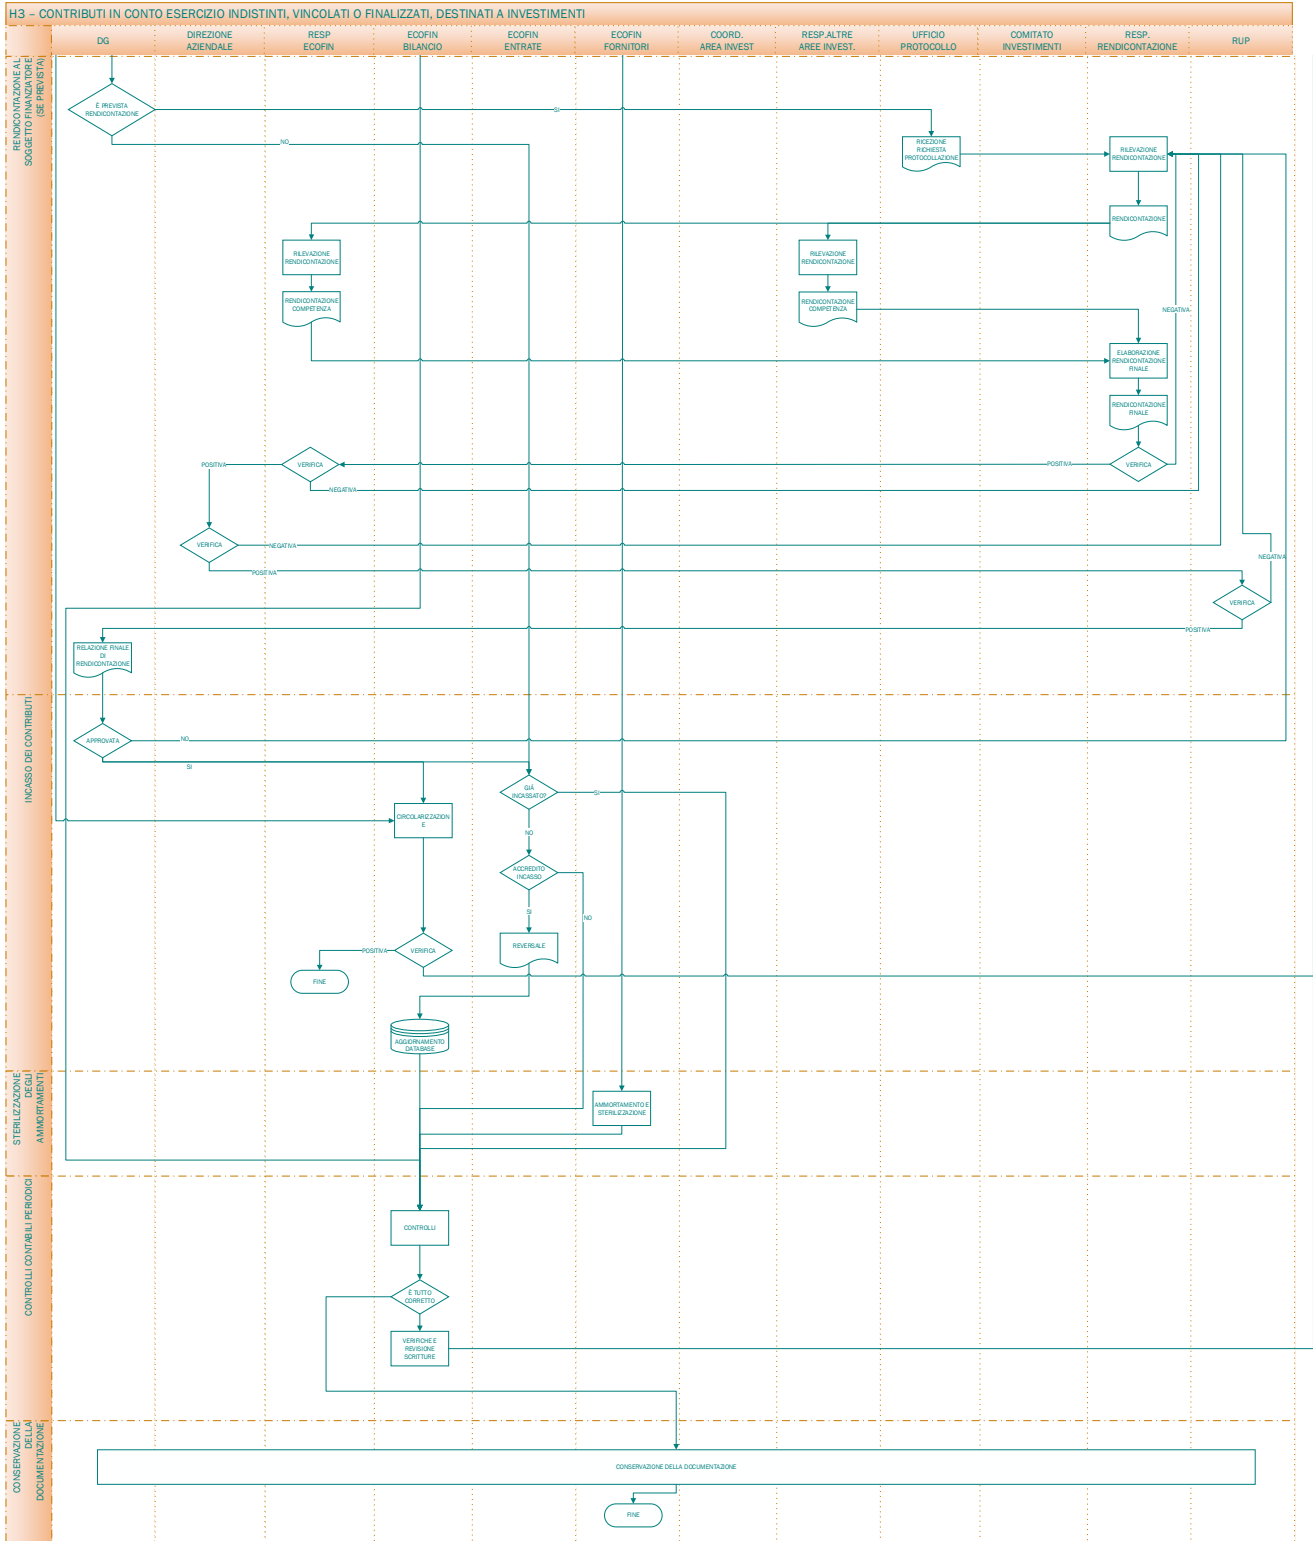 H3 – CONTRIBUTI IN CONTO ESERCIZIO INDISTINTI, VINCOLATI O FINALIZZATI, DESTINATI A INVESTIMENTI
DG
DIREZIONE
AZIENDALE
RESP
ECOFIN
ECOFIN
BILANCIO
ECOFIN
ENTRATE
ECOFIN
FORNITORI
COORD.
AREA INVEST
RESP.ALTRE
AREE INVEST.
UFFICIO
PROTOCOLLO
COMITATO
INVESTIMENTI
RESP.
RENDICONTAZIONE
RUP
RENDICONTAZIONE AL
SOGGETTO FINANZIATORE
(SE PREVISTA)
È PREVISTA
RENDICONTAZIONE
SI
NO
RICEZIONE
RICHIESTA
PROTOCOLLAZIONE
RILEVAZIONE
RENDICONTAZIONE
RENDICONTAZIONE
RILEVAZIONE
RENDICONTAZIONE
RILEVAZIONE
RENDICONTAZIONE
RENDICONTAZIONE
COMPETENZA
RENDICONTAZIONE
COMPETENZA
NEGATIVA
ELABORAZIONE
RENDICONTAZIONE
FINALE
RENDICONTAZIONE
FINALE
POSITIVA
VERIFICA
POSITIVA
VERIFICA
NEGATIVA
VERIFICA
NEGATIVA
NEGATIVA
POSITIVA
VERIFICA
POSITIVA
RELAZIONE FINALE
DI
RENDICONTAZIONE
INCASSO DEI CONTRIBUTI
APPROVATA
NO
SI
GIÁ
INCASSATO?
SI
CIRCOLARIZZAZION
E
NO
ACCREDITO
INCASSO
SI
NO
REVERSALE
POSITIVA
VERIFICA
FINE
AGGIORNAMENTO
DATABASE
STERILIZZAZIONE
DEGLI
AMMORTAMENTI
AMMORTAMENTO E
STERILIZZAZIONE
CONTROLLI CONTABILI PERIODICI
CONTROLLI
È TUTTO
CORRETTO
VERIFICHE E
REVISIONE
SCRITTURE
CONSERVAZIONE
DELLA
DOCUMENTAZIONE
CONSERVAZIONE DELLA DOCUMENTAZIONE
FINE